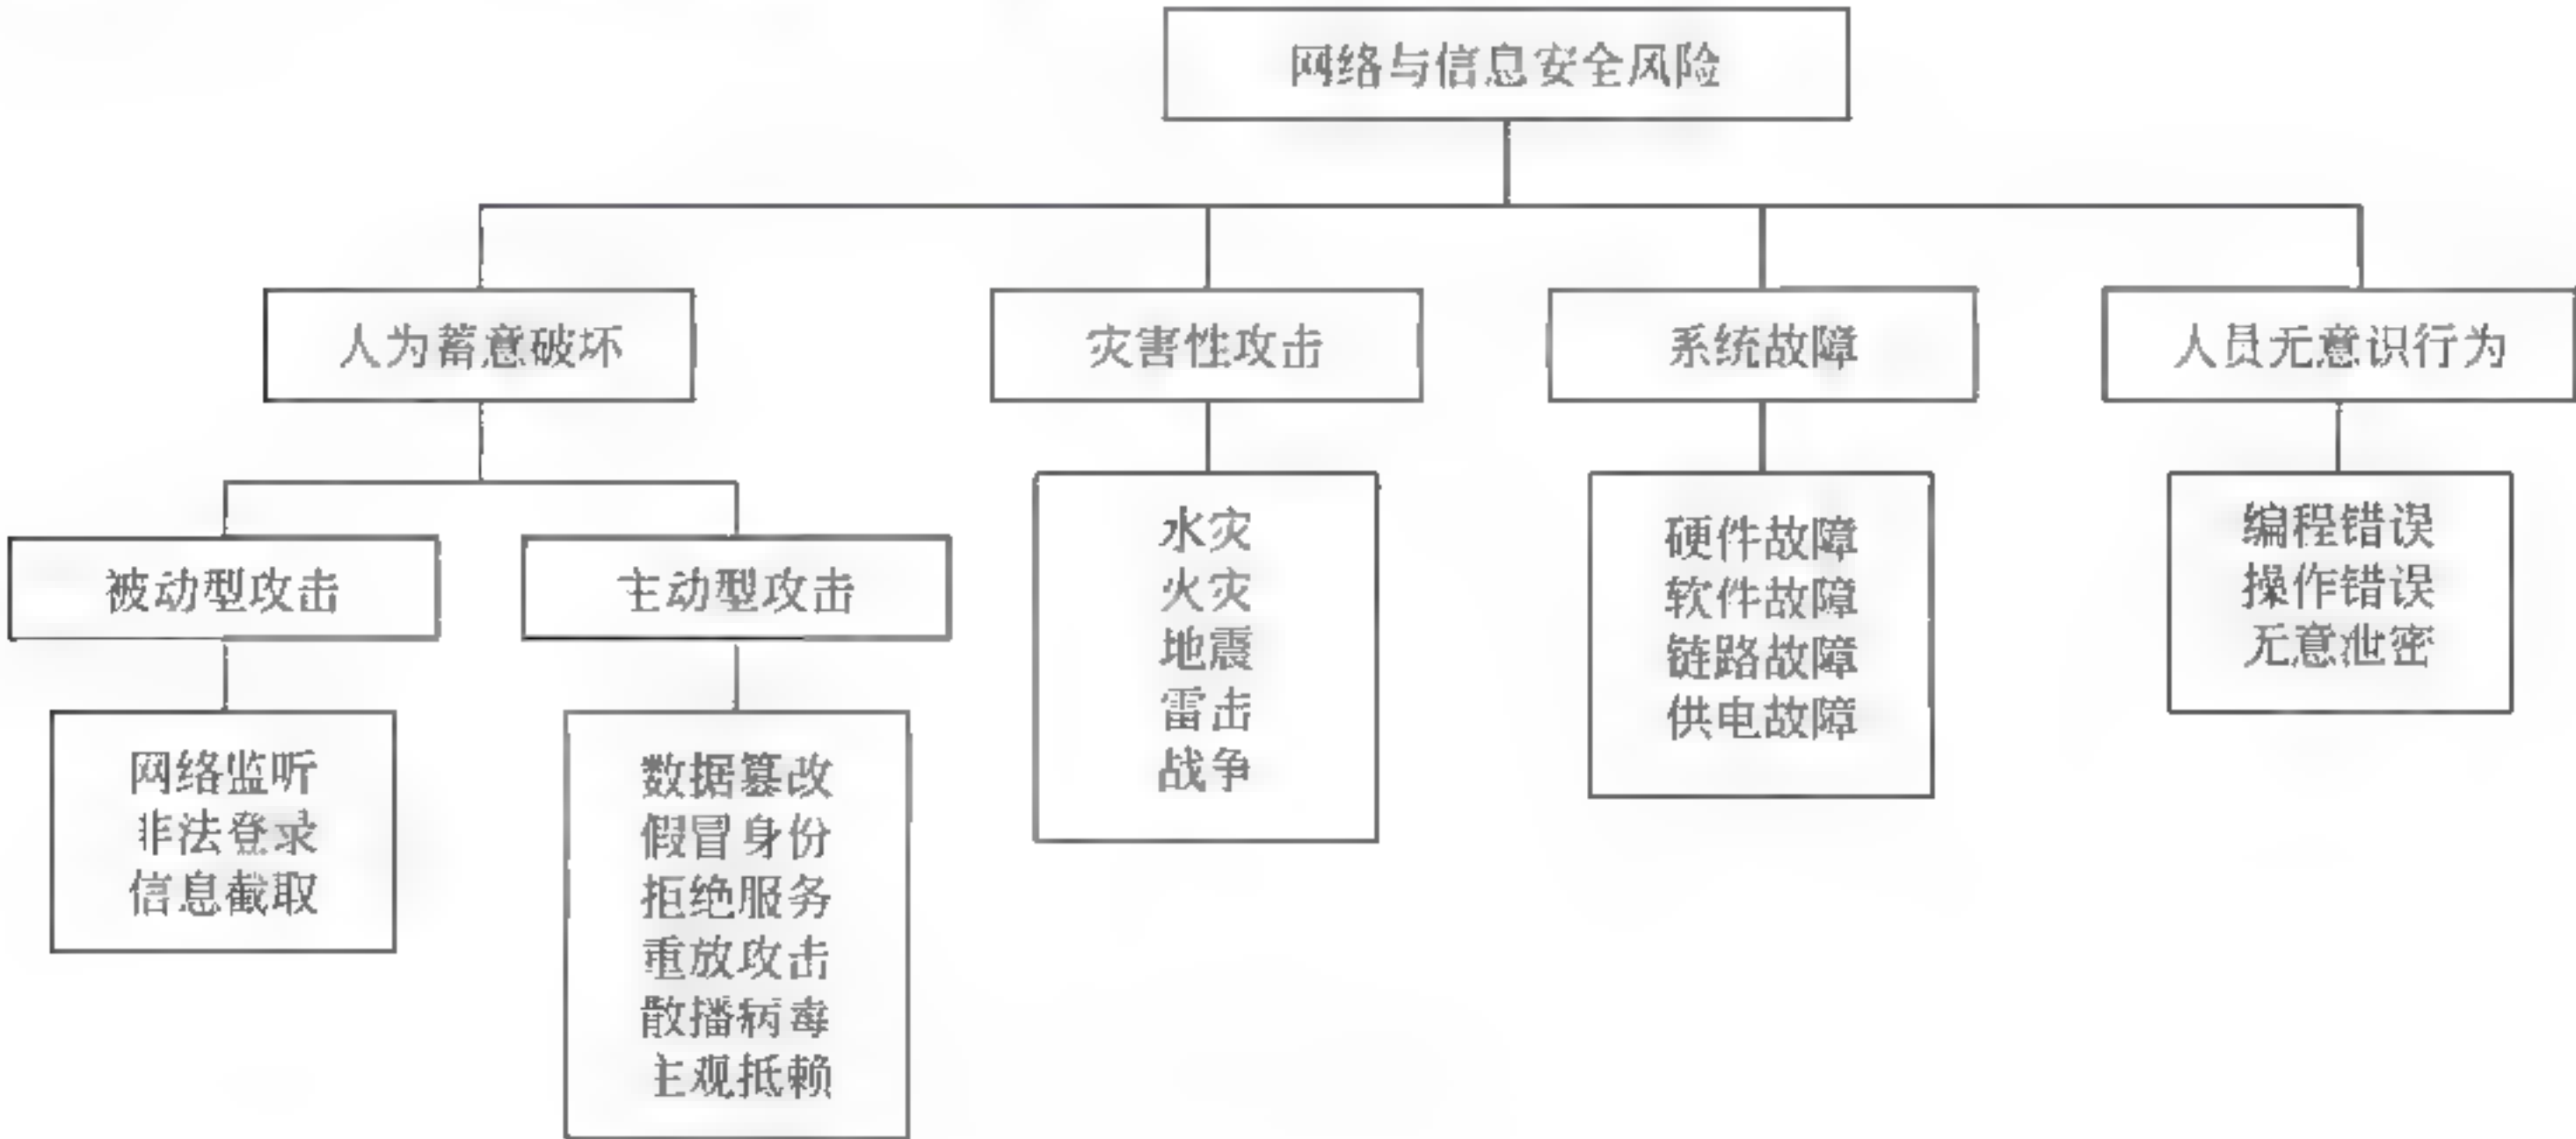 网络与信息安全风险
人为蓄意破坏
灾害性攻击
系统故障
人员无意识行为
被动型攻击
主动型攻击
网络监听
非法登录
信息截取
数据篡改
假冒身份
拒绝服务
重放攻击
散播病毒
主观抵赖
水灾
火灾
地震
雷击
战争
硬件故障
软件故障
链路故障
供电故障
编程错误
操作错误
无意泄密